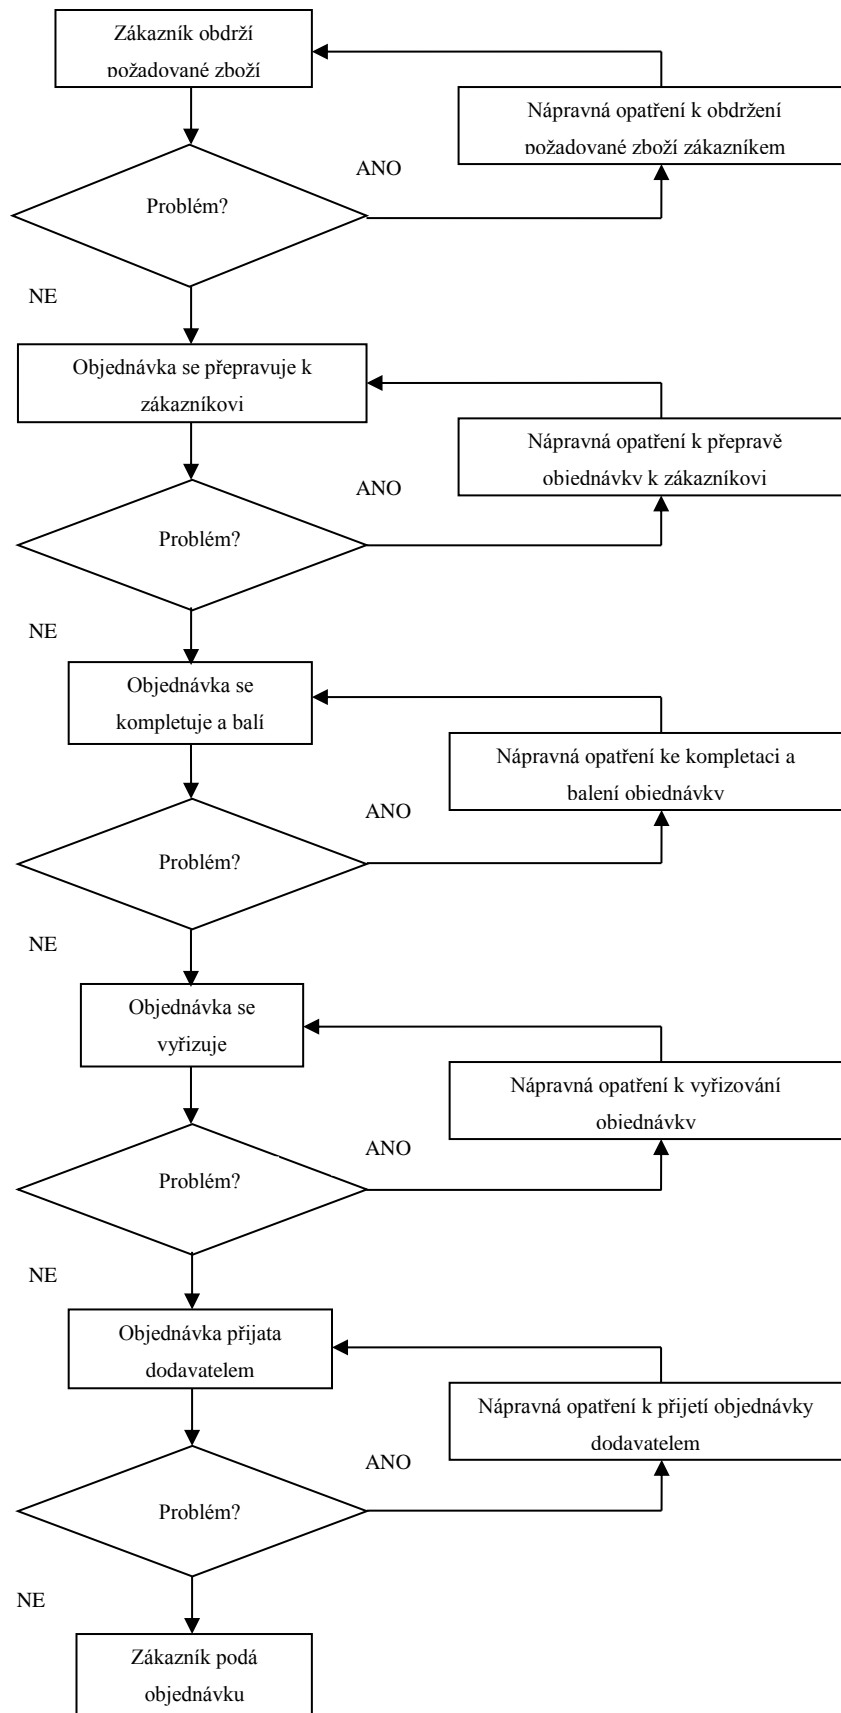 Zákazník obdrží
požadované zboží
Nápravná opatření k obdržení
požadované zboží zákazníkem
ANO
Problém?
NE
Objednávka se přepravuje k
zákazníkovi
Nápravná opatření k přepravě
objednávky k zákazníkovi
ANO
Problém?
NE
Objednávka se
kompletuje a balí
Nápravná opatření ke kompletaci a
balení objednávky
ANO
Problém?
NE
Objednávka se
vyřizuje
Nápravná opatření k vyřizování
objednávky
ANO
Problém?
NE
Objednávka přijata
dodavatelem
Nápravná opatření k přijetí objednávky
dodavatelem
ANO
Problém?
NE
Zákazník podá
objednávku